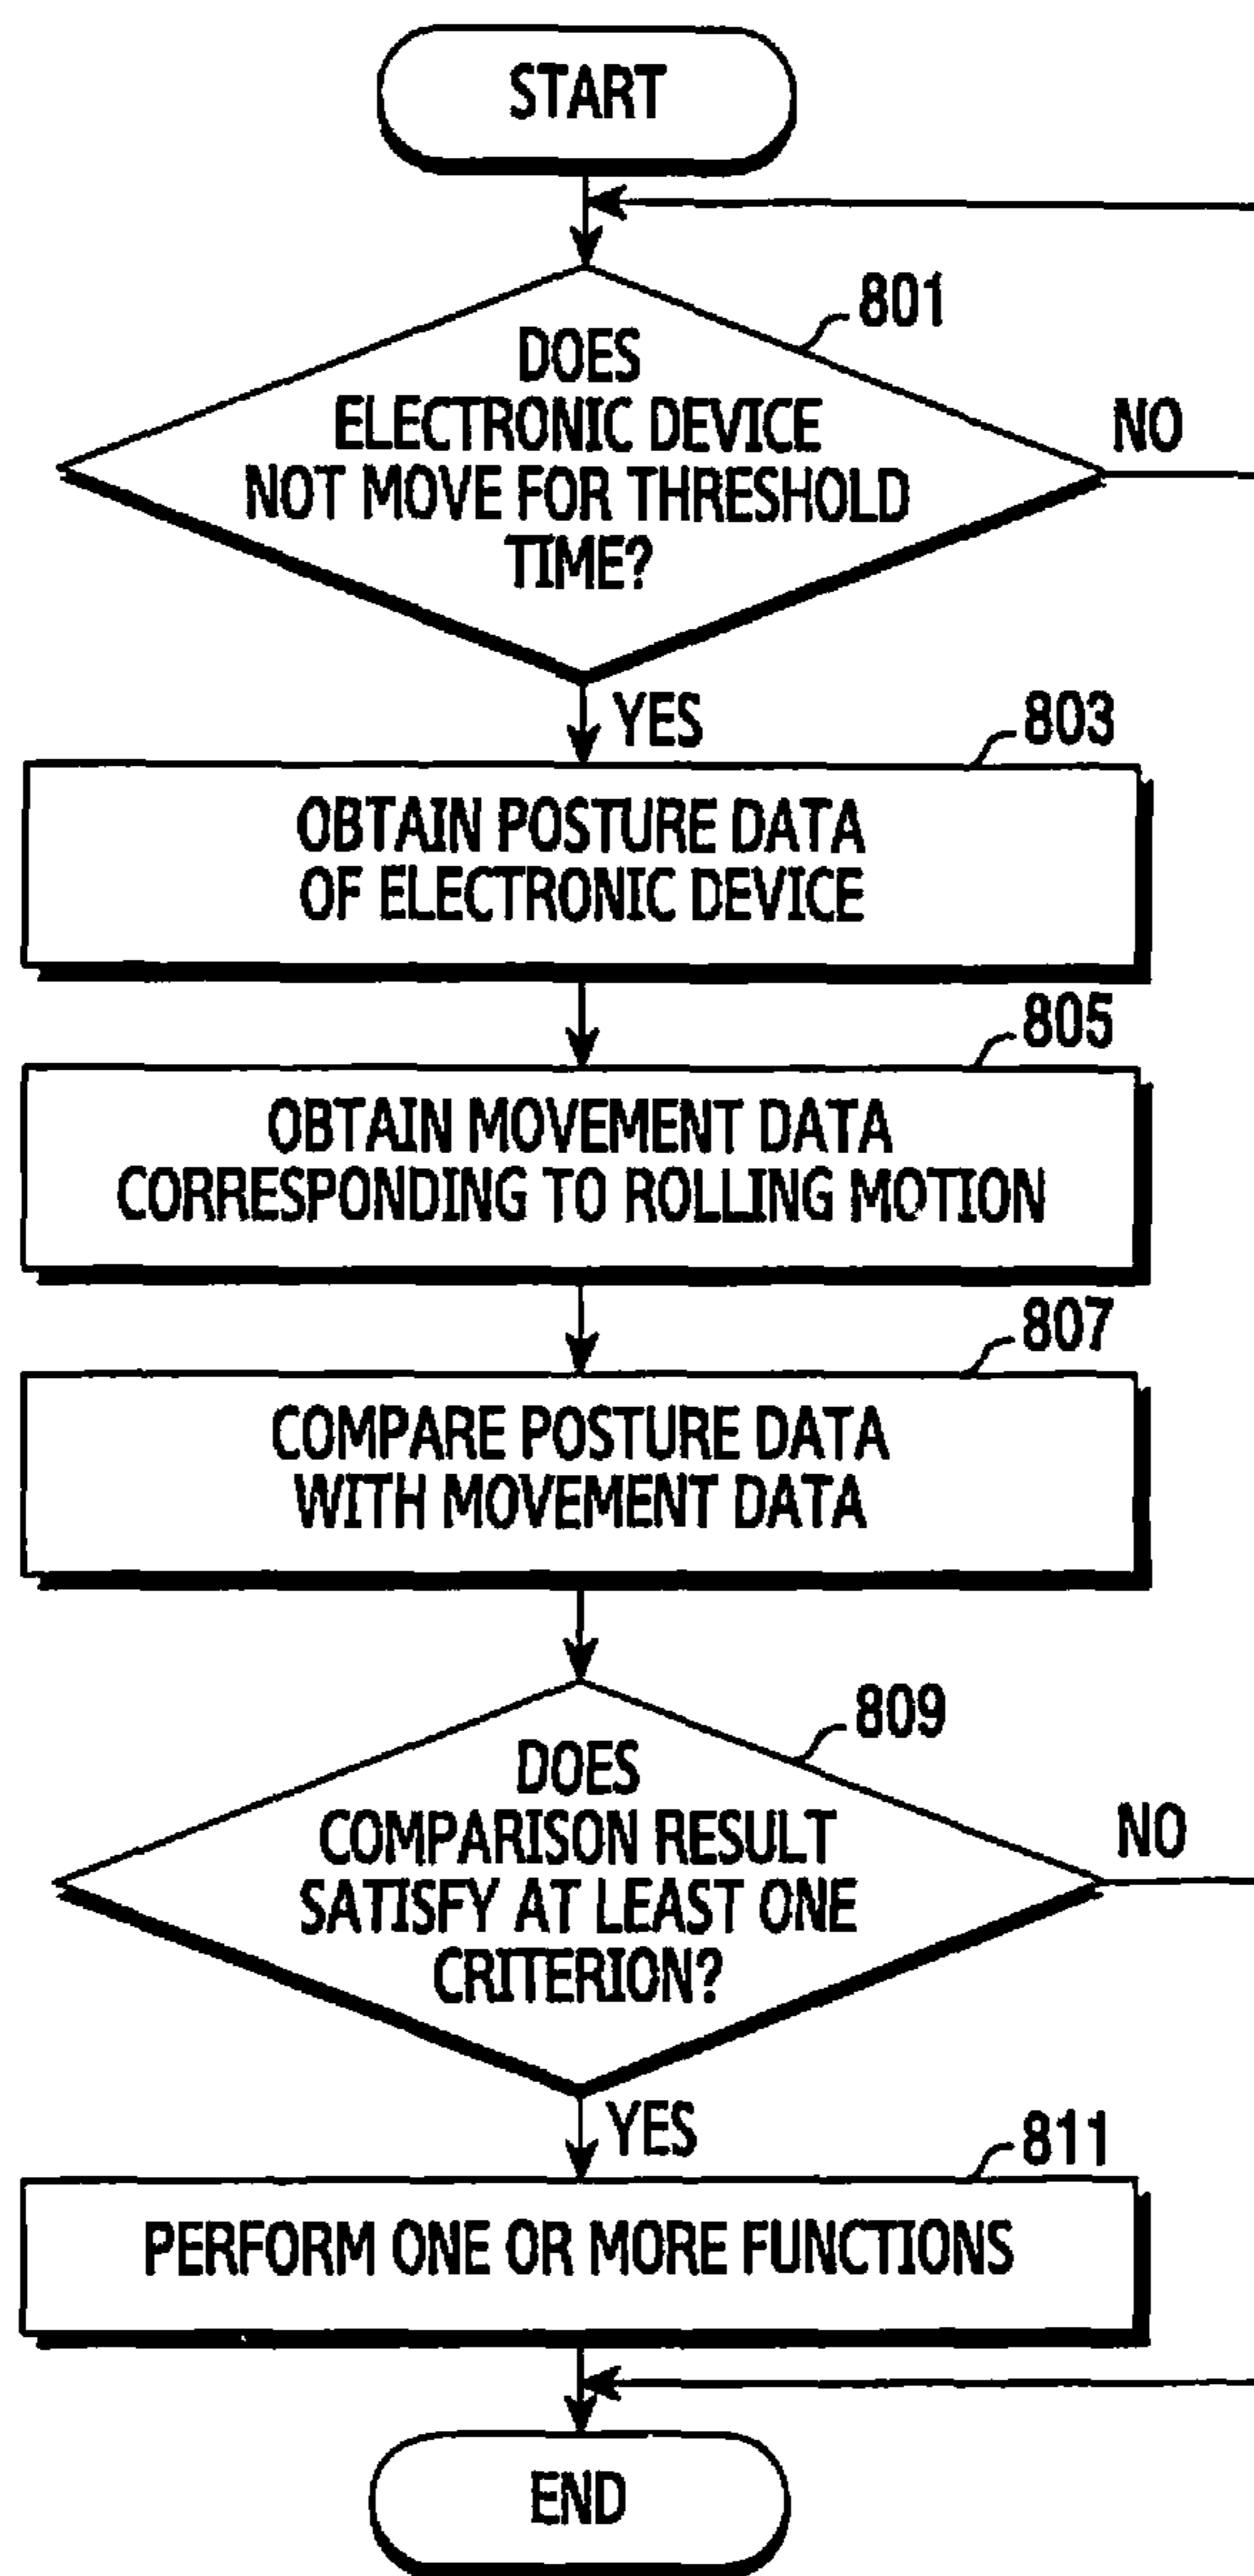 START
801
DOES
ELECTRONIC DEVICE
NOT MOVE FOR THRESHOLD
TIME?
NO
YES
803
OBTAIN POSTURE DATA
OF ELECTRONIC DEVICE
805
OBTAIN MOVEMENT DATA
CORRESPONDING TO ROLLING MOTION
807
COMPARE POSTURE DATA
WITH MOVEMENT DATA
809
DOES
COMPARISON RESULT
SATISFY AT LEAST ONE
CRITERION?
NO
YES
811
PERFORM ONE OR MORE FUNCTIONS
END